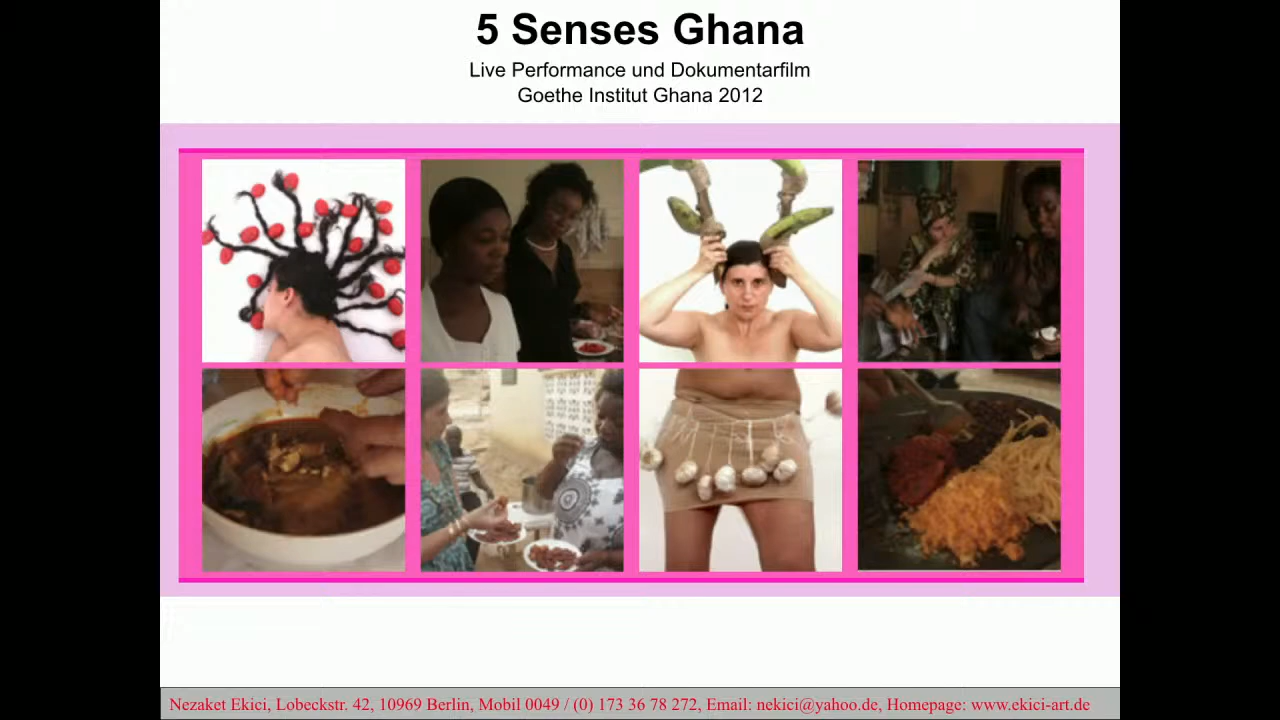 5 Senses Ghana
Live Performance und Dokumentarfilm
Goethe Institut Ghana 2012
Nezaket Ekici, Lobeckstr. 42, 10969 Berlin, Mobil 0049 / (0) 173 36 78 272, Email: nekici@yahoo.de, Homepage: www.ekici-art.de